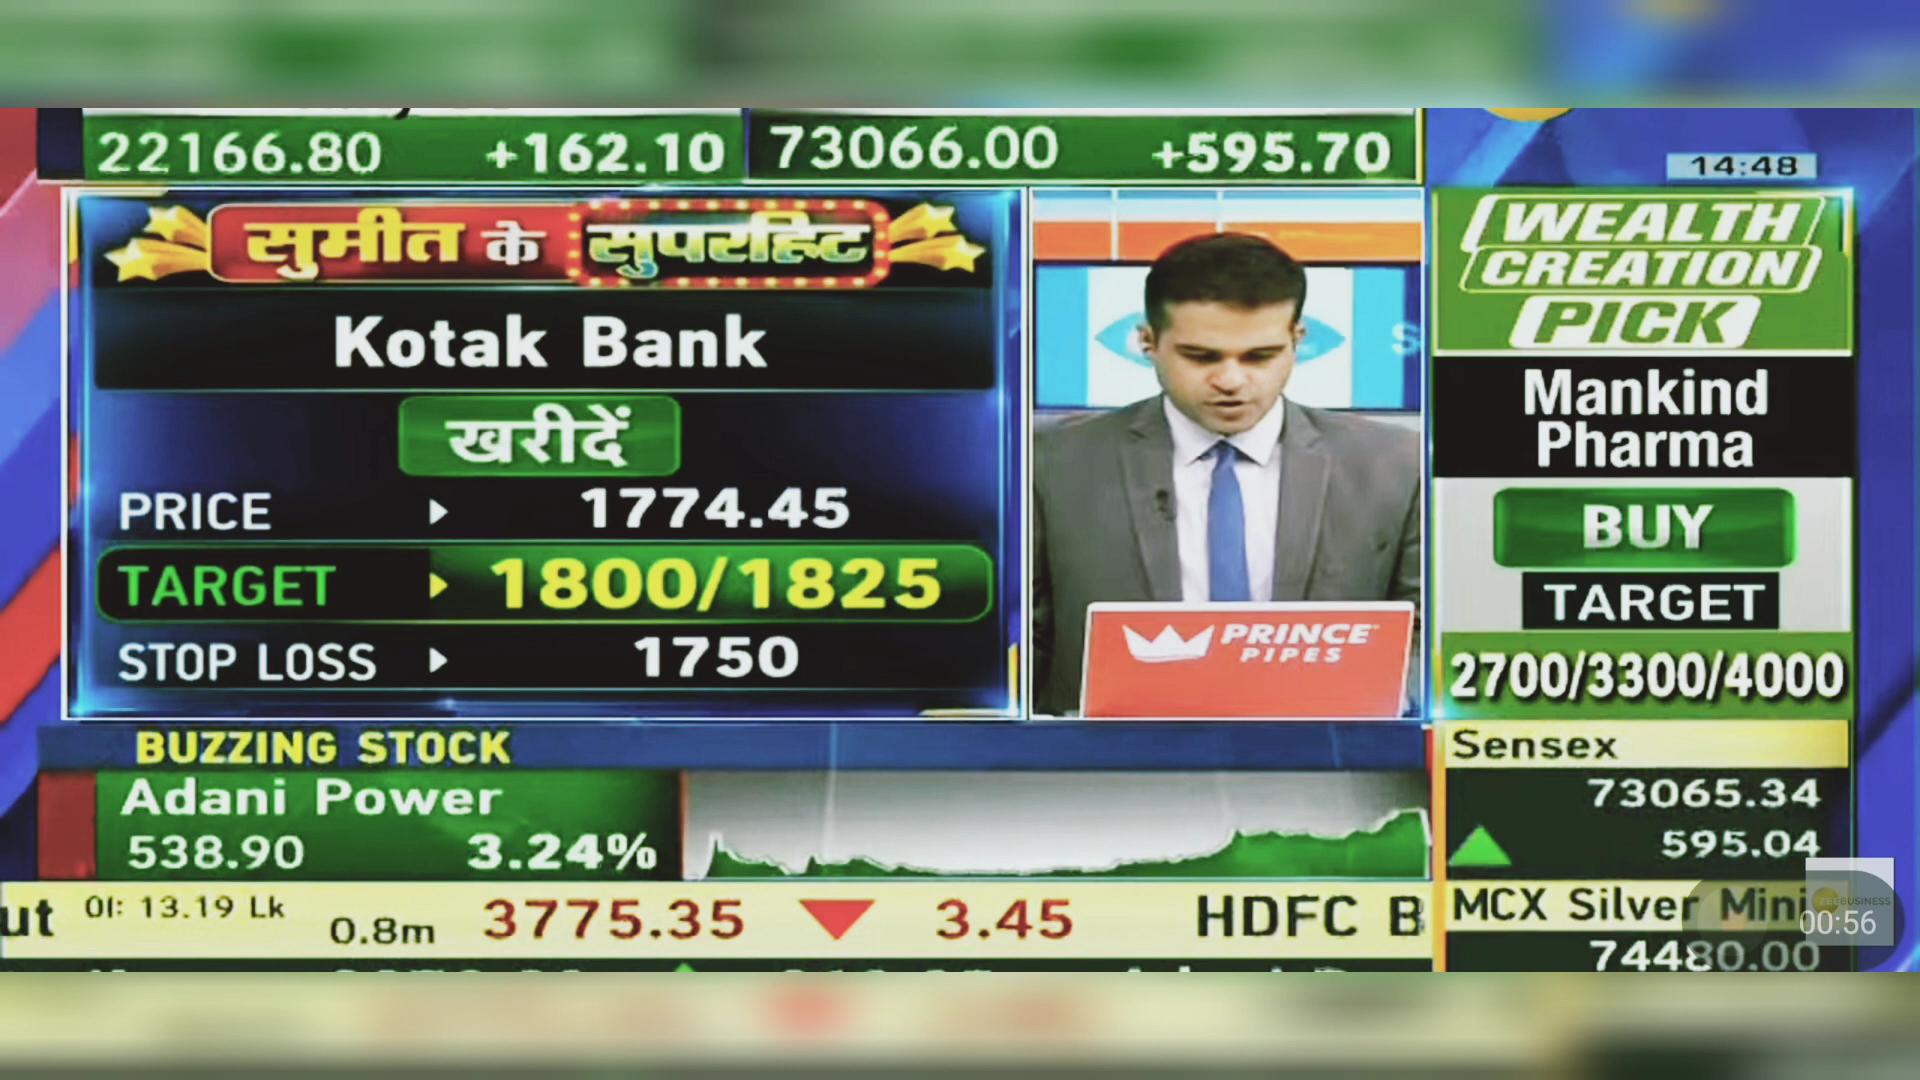 22166.80 +162.10
73066.00 +595.70
14:48
सुमीत के सुपरहिट
Kotak Bank
खरीदें
PRICE 1774.45
TARGET 1800/1825
STOP LOSS 1750
PRINCE
PIPES
WEALTH
CREATION
PICK
Mankind
Pharma
BUY
TARGET
2700/3300/4000
BUZZING STOCK
Adani Power
538.90 3.24%
Sensex
73065.34
595.04
ut OI: 13.19 Lk 0.8m 3775.35 3.45 HDFC B
MCX Silver Mini
74480.00
ZEEBUSINESS
00:56